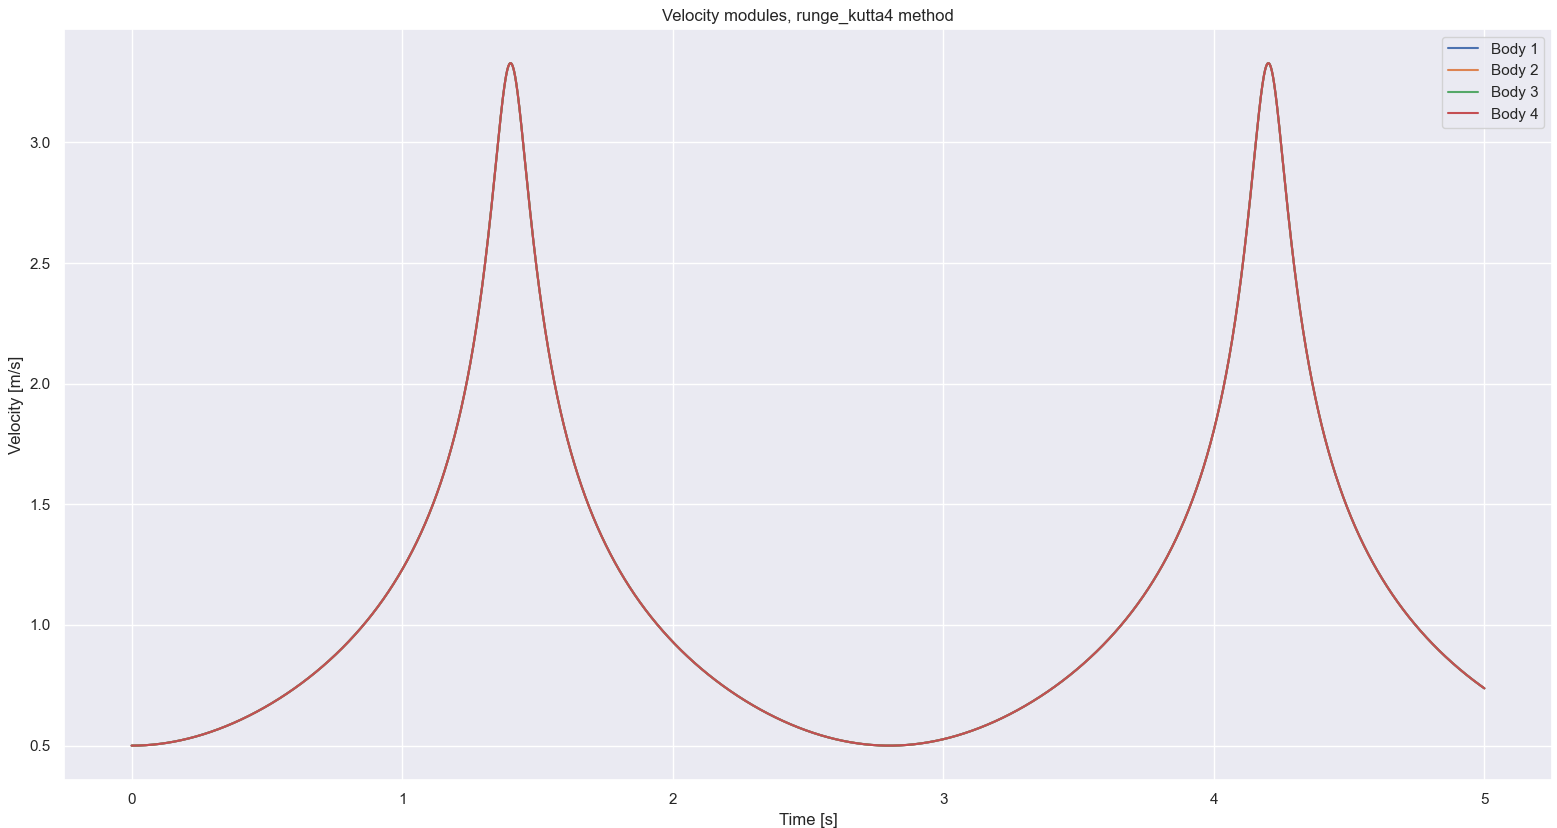 Velocity modules, runge_kutta4 method
Body 1
Body 2
Body 3
Body 4
Velocity [m/s]
3.0
2.5
2.0
1.5
1.0
0.5
0 1 2 3 4 5
Time [s]